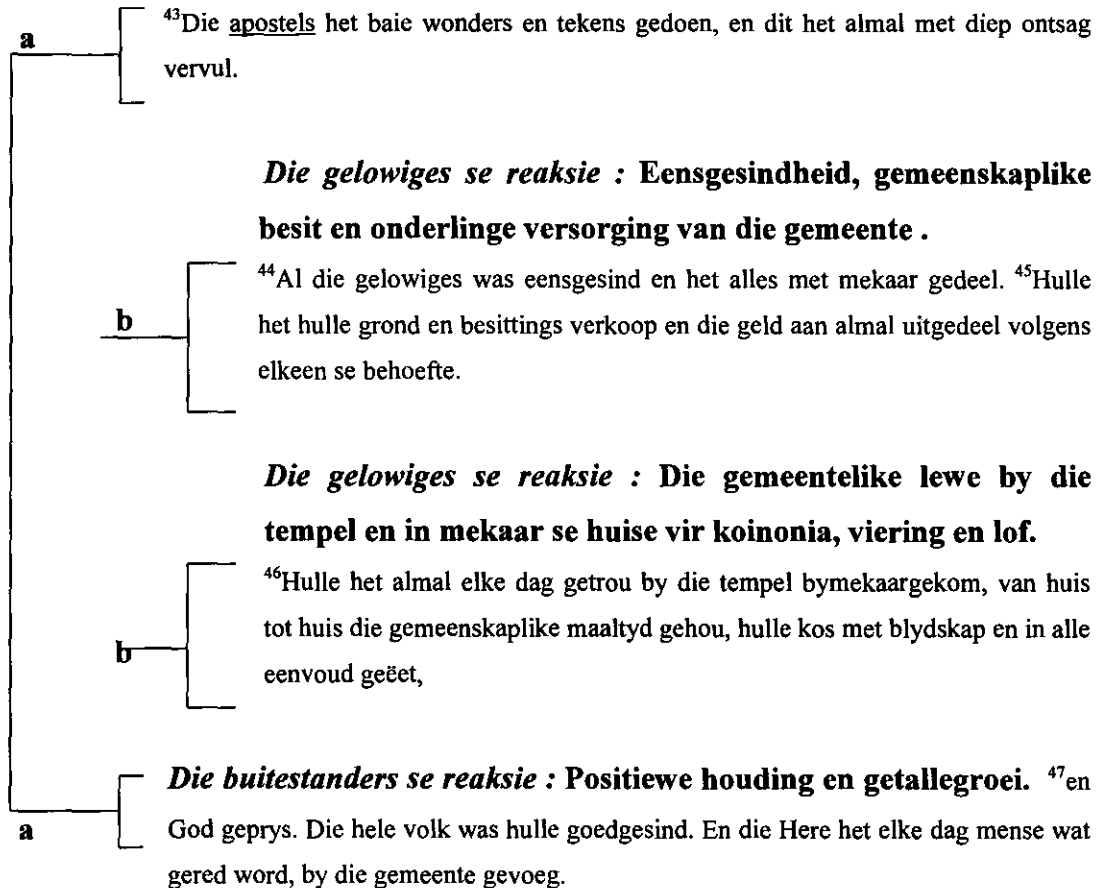 ⁴³Die apostels het baie wonders en tekens gedoen, en dit het almal met diep ontsag
a
vervul.
Die gelowiges se reaksie : Eensgesindheid, gemeenskaplike
besit en onderlinge versorging van die gemeente .
⁴⁴Al die gelowiges was eensgesind en het alles met mekaar gedeel. ⁴⁵Hulle
b
het hulle grond en besittings verkoop en die geld aan almal uitgedeel volgens
elkeen se behoefte.
Die gelowiges se reaksie : Die gemeentelike lewe by die
tempel en in mekaar se huise vir koinonia, viering en lof.
⁴⁶Hulle het almal elke dag getrou by die tempel bymekaargekom, van huis
tot huis die gemeenskaplike maaltyd gehou, hulle kos met blydskap en in alle
b
eenvoud geëet,
Die buitestanders se reaksie : Positiewe houding en getallegroei. ⁴⁷en
a
God geprys. Die hele volk was hulle goedgesind. En die Here het elke dag mense wat
gered word, by die gemeente gevoeg.